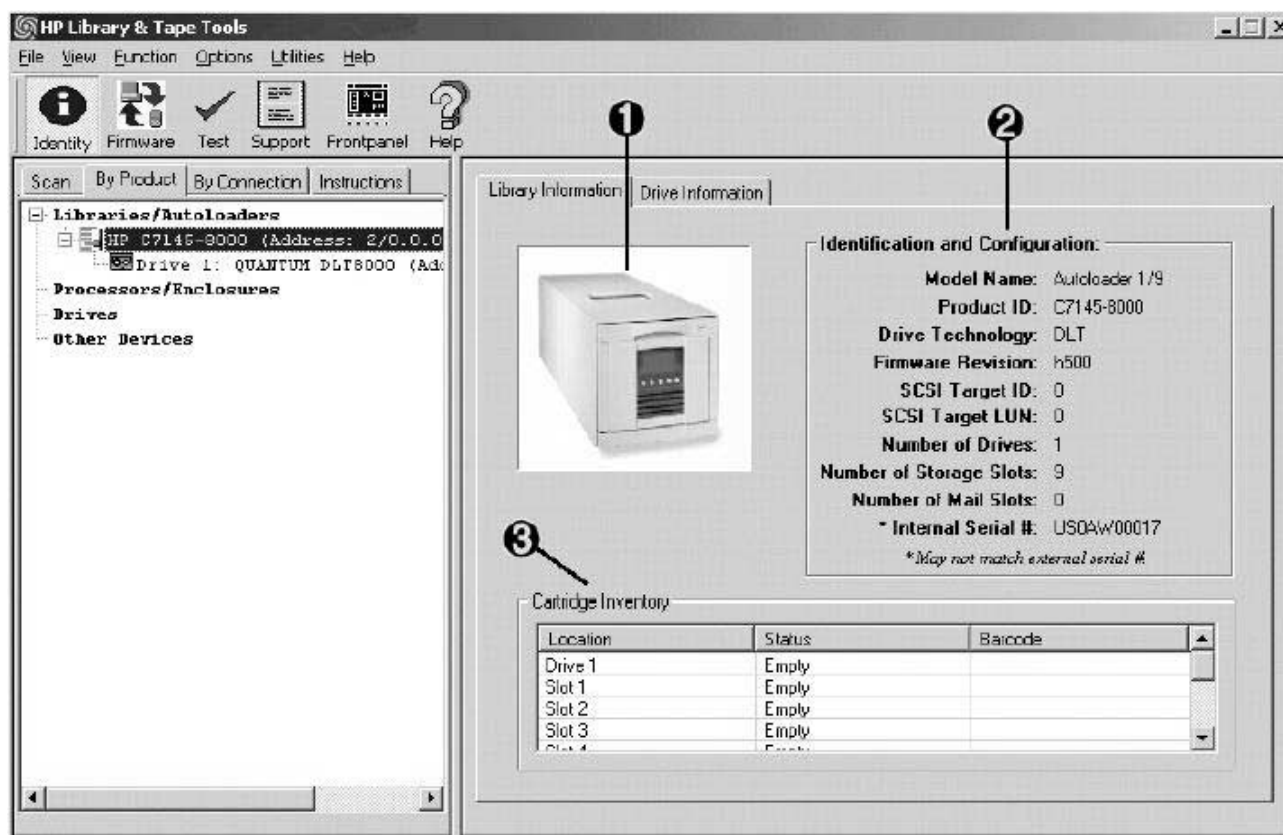 HP Library & Tape Tools
File View Function Options Utilities Help
Identity Firmware Test Support Frontpanel Help
1
2
Scan By Product By Connection Instructions
Libraries/Autoloaders
HP C7145-8000 (Address: 2/0.0.0
Drive 1: QUANTUM DLT8000 (Add
Processors/Enclosures
Drives
Other Devices
Library Information Drive Information
Identification and Configuration:
Model Name: Autoloader 1/9
Product ID: C7145-8000
Drive Technology: DLT
Firmware Revision: h500
SCSI Target ID: 0
SCSI Target LUN: 0
Number of Drives: 1
Number of Storage Slots: 9
Number of Mail Slots: 0
* Internal Serial #: US0AW00017
* May not match external serial #
3
Cartridge Inventory
Location Status Barcode
Drive 1 Empty
Slot 1 Empty
Slot 2 Empty
Slot 3 Empty
Slot 4 Empty